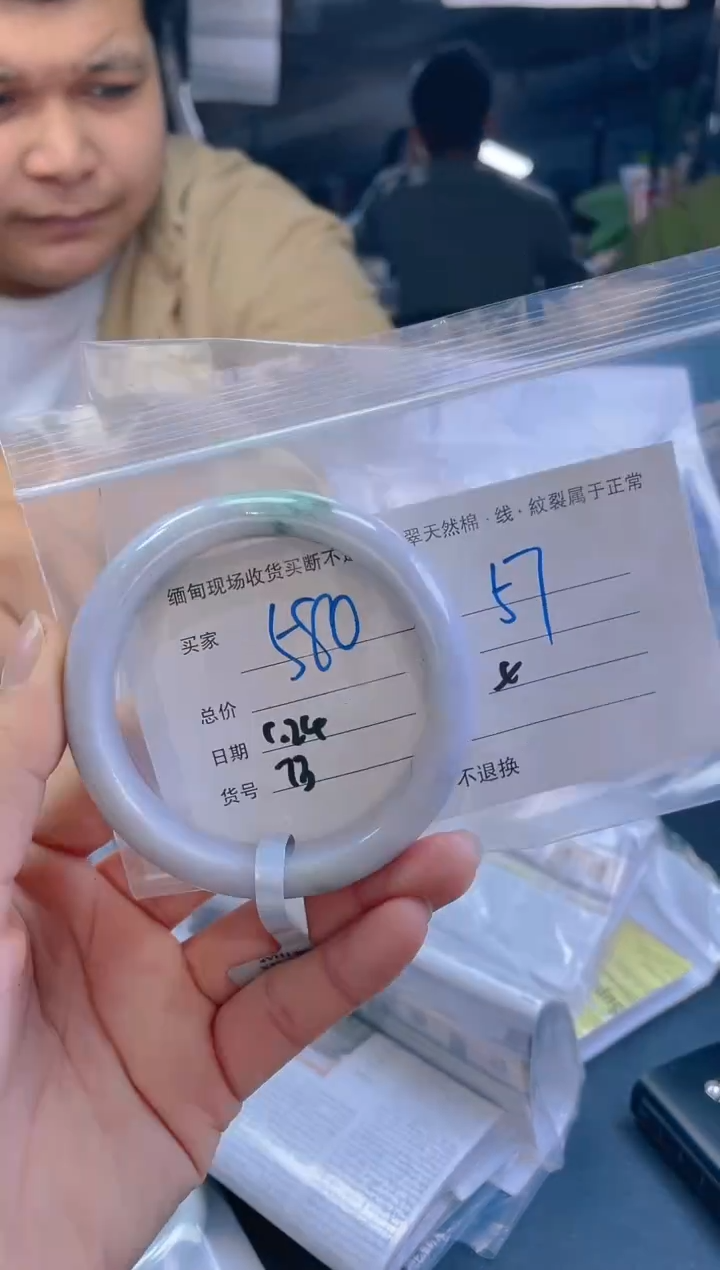 缅甸现场收货买断不 翠天然棉·线,紋裂属于正常
买家 580 57
总价
日期 1.24
货号 73
不退换